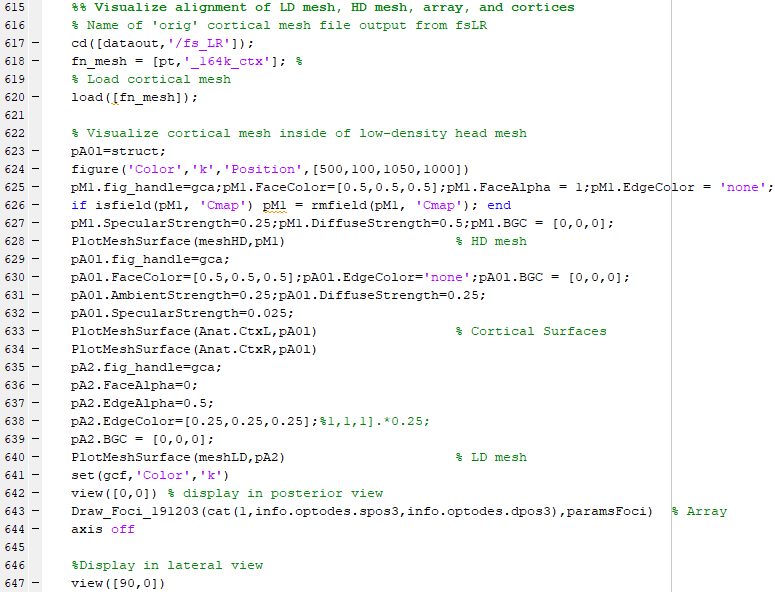 615 %% Visualize alignment of LD mesh, HD mesh, array, and cortices
616 % Name of 'orig' cortical mesh file output from fsLR
617 – cd([dataout,'/fs_LR']);
618 – fn_mesh = [pt,'_164k_ctx']; %
619 % Load cortical mesh
620 – load([fn_mesh]);
621
622 % Visualize cortical mesh inside of low-density head mesh
623 – pA01=struct;
624 – figure('Color','k','Position',[500,100,1050,1000])
625 – pM1.fig_handle=gca;pM1.FaceColor=[0.5,0.5,0.5];pM1.FaceAlpha = 1;pM1.EdgeColor = 'none';
626 – if isfield(pM1, 'Cmap') pM1 = rmfield(pM1, 'Cmap'); end
627 – pM1.SpecularStrength=0.25;pM1.DiffuseStrength=0.5;pM1.BGC = [0,0,0];
628 – PlotMeshSurface(meshHD,pM1) % HD mesh
629 – pA01.fig_handle=gca;
630 – pA01.FaceColor=[0.5,0.5,0.5];pA01.EdgeColor='none';pA01.BGC = [0,0,0];
631 – pA01.AmbientStrength=0.25;pA01.DiffuseStrength=0.25;
632 – pA01.SpecularStrength=0.025;
633 – PlotMeshSurface(Anat.CtxL,pA01) % Cortical Surfaces
634 – PlotMeshSurface(Anat.CtxR,pA01)
635 – pA2.fig_handle=gca;
636 – pA2.FaceAlpha=0;
637 – pA2.EdgeAlpha=0.5;
638 – pA2.EdgeColor=[0.25,0.25,0.25];%1,1,1].*0.25;
639 – pA2.BGC = [0,0,0];
640 – PlotMeshSurface(meshLD,pA2) % LD mesh
641 – set(gcf,'Color','k')
642 – view([0,0]) % display in posterior view
643 – Draw_Foci_191203(cat(1,info.optodes.spos3,info.optodes.dpos3),paramsFoci) % Array
644 – axis off
645
646 %Display in lateral view
647 – view([90,0])